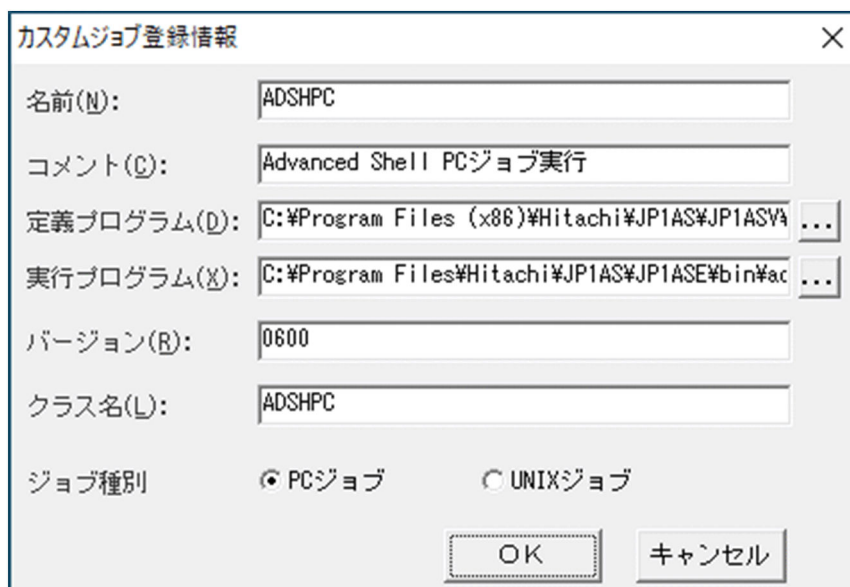 カスタムジョブ登録情報
名前(N): ADSHPC
コメント(C): Advanced Shell PCジョブ実行
定義プログラム(D): C:¥Program Files (x86)¥Hitachi¥JP1AS¥JP1ASV¥ ...
実行プログラム(X): C:¥Program Files¥Hitachi¥JP1AS¥JP1ASE¥bin¥ad ...
バージョン(R): 0600
クラス名(L): ADSHPC
ジョブ種別 PCジョブ UNIXジョブ
OK キャンセル